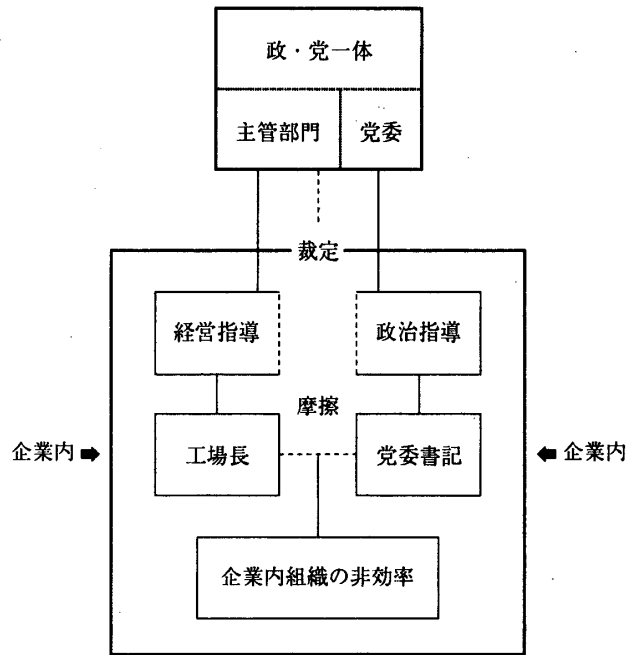 政・党一体
主管部門
党委
裁定
経営指導
政治指導
摩擦
企業内
工場長
党委書記
企業内
企業内組織の非効率